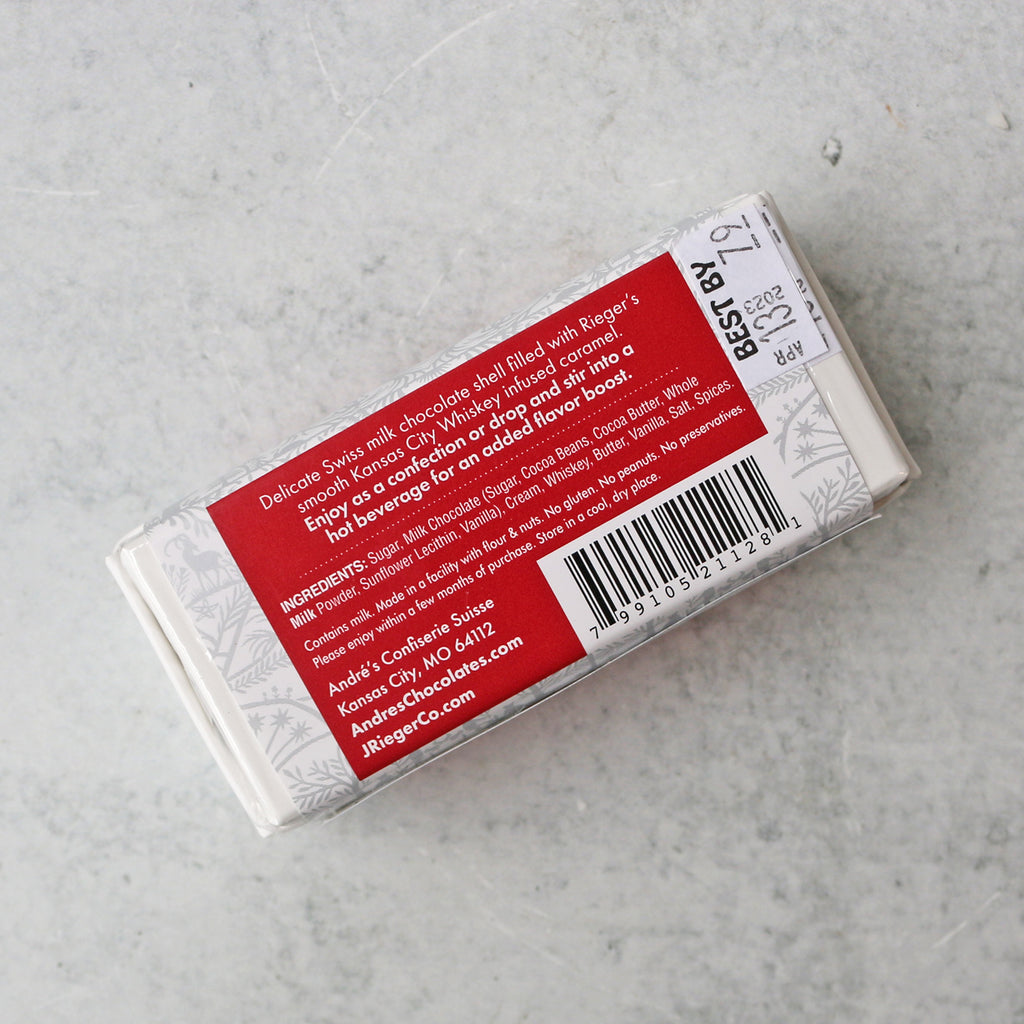 Delicate Swiss milk chocolate shell filled with Rieger's
smooth Kansas City Whiskey infused caramel.
Enjoy as a confection or drop and stir into a
hot beverage for an added flavor boost.
INGREDIENTS: Sugar, Milk Chocolate (Sugar, Cocoa Beans, Cocoa Butter, Whole
Milk Powder, Sunflower Lecithin, Vanilla), Cream, Whiskey, Butter, Vanilla, Salt, Spices.
Contains milk. Made in a facility with flour & nuts. No gluten. No peanuts. No preservatives.
Please enjoy within a few months of purchase. Store in a cool, dry place.
André's Confiserie Suisse
Kansas City, MO 64112
AndresChocolates.com
JRiegerCo.com
7 99105 21128 1
BEST BY
APR 13 2023